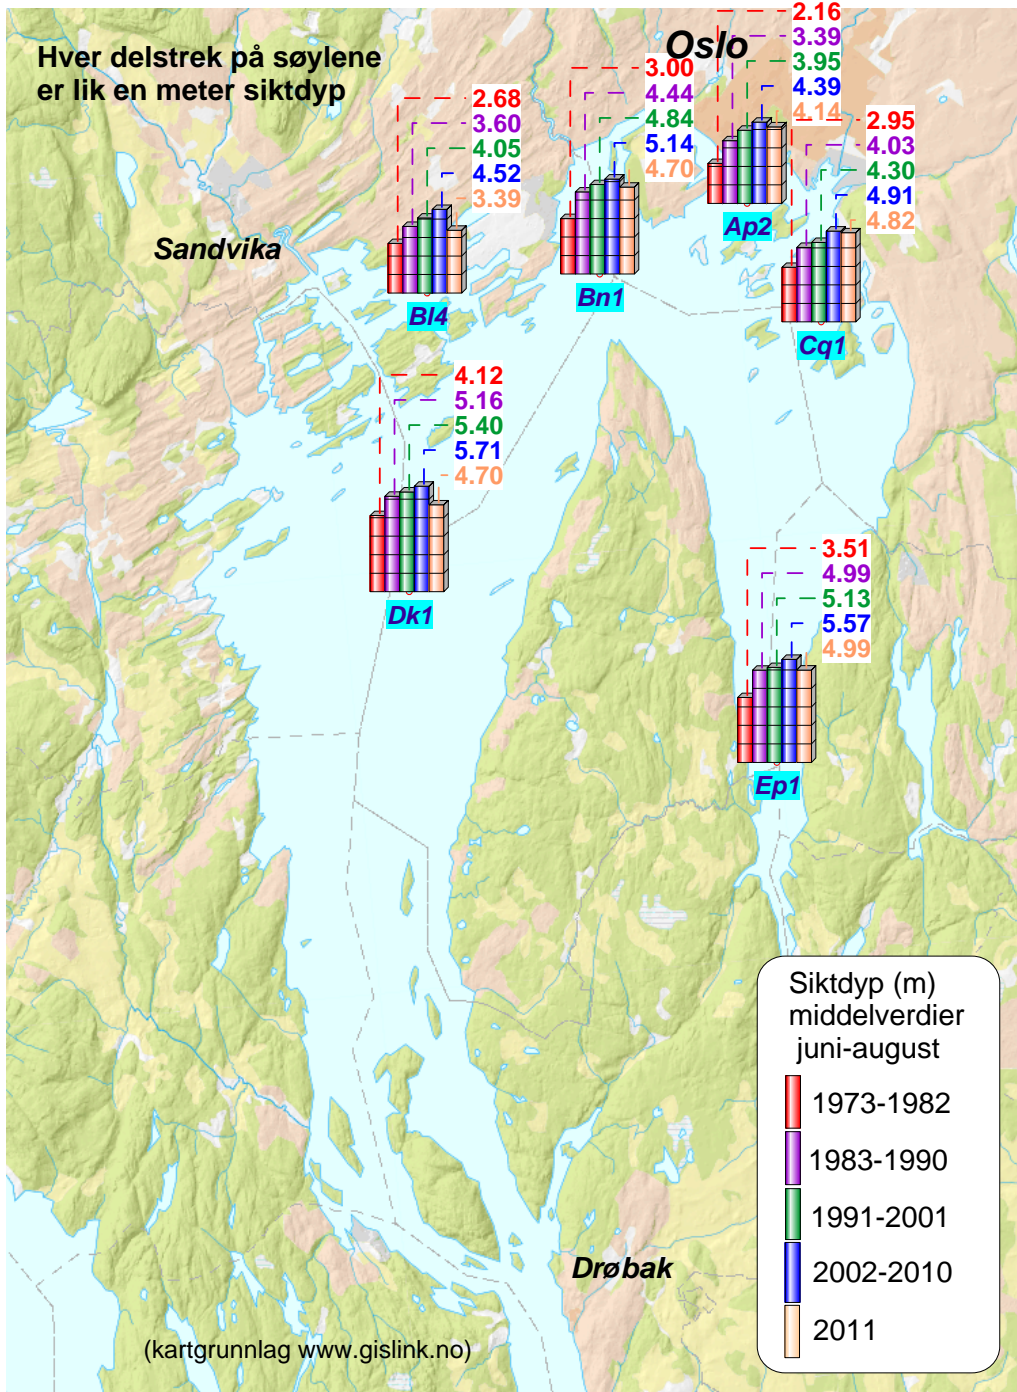 Hver delstrek på søylene
er lik en meter siktdyp
Oslo
2.16
3.39
3.95
4.39
4.14
Ap2
3.00
4.44
4.84
5.14
4.70
Bn1
2.68
3.60
4.05
4.52
3.39
Bl4
2.95
4.03
4.30
4.91
4.82
Cq1
Sandvika
4.12
5.16
5.40
5.71
4.70
Dk1
3.51
4.99
5.13
5.57
4.99
Ep1
Siktdyp (m)
middelverdier
juni-august
1973-1982
1983-1990
1991-2001
2002-2010
2011
Drøbak
(kartgrunnlag www.gislink.no)